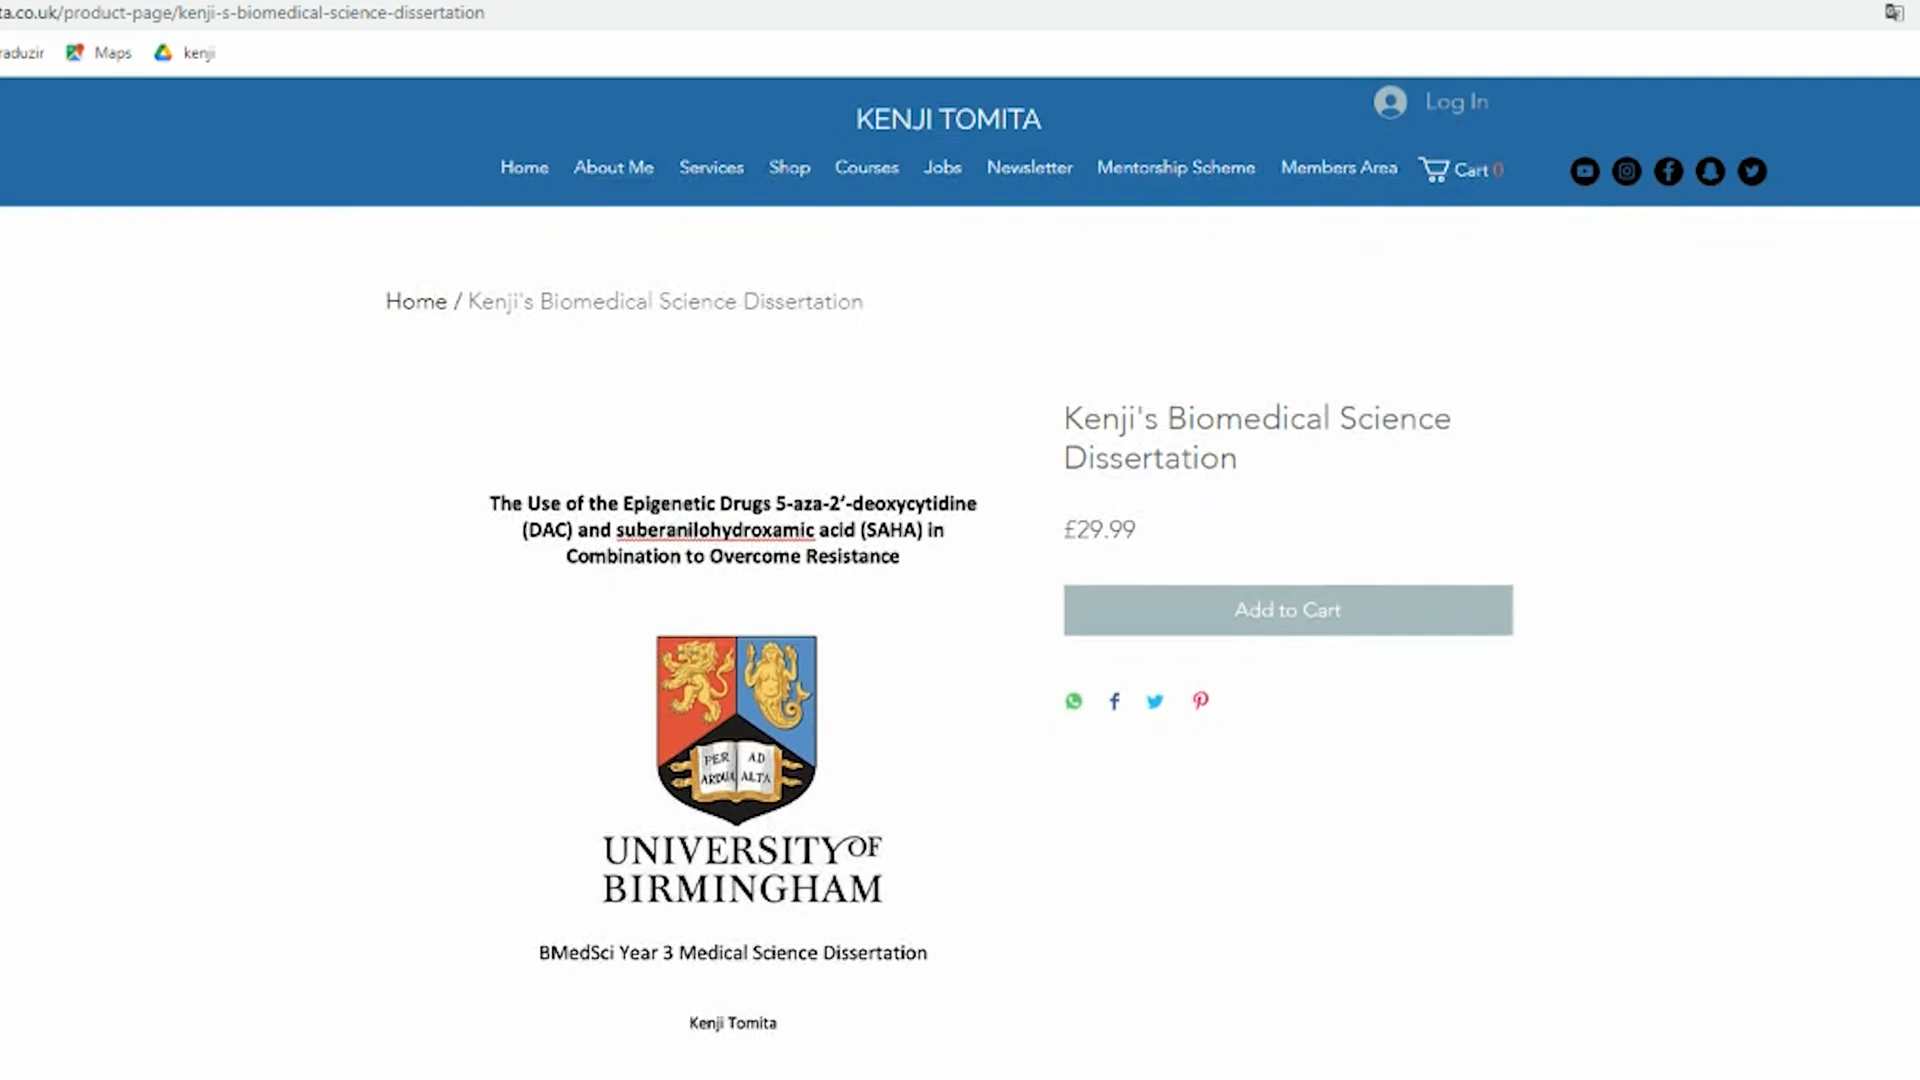 ta.co.uk/product-page/kenji-s-biomedical-science-dissertation
raduzir Maps kenji
Log In
KENJI TOMITA
Home About Me Services Shop Courses Jobs Newsletter Mentorship Scheme Members Area Cart 0
Home / Kenji's Biomedical Science Dissertation
Kenji's Biomedical Science
Dissertation
£29.99
Add to Cart
The Use of the Epigenetic Drugs 5-aza-2’-deoxycytidine
(DAC) and suberanilohydroxamic acid (SAHA) in
Combination to Overcome Resistance
PER AD
ARDUA ALTA
UNIVERSITY OF
BIRMINGHAM
BMedSci Year 3 Medical Science Dissertation
Kenji Tomita